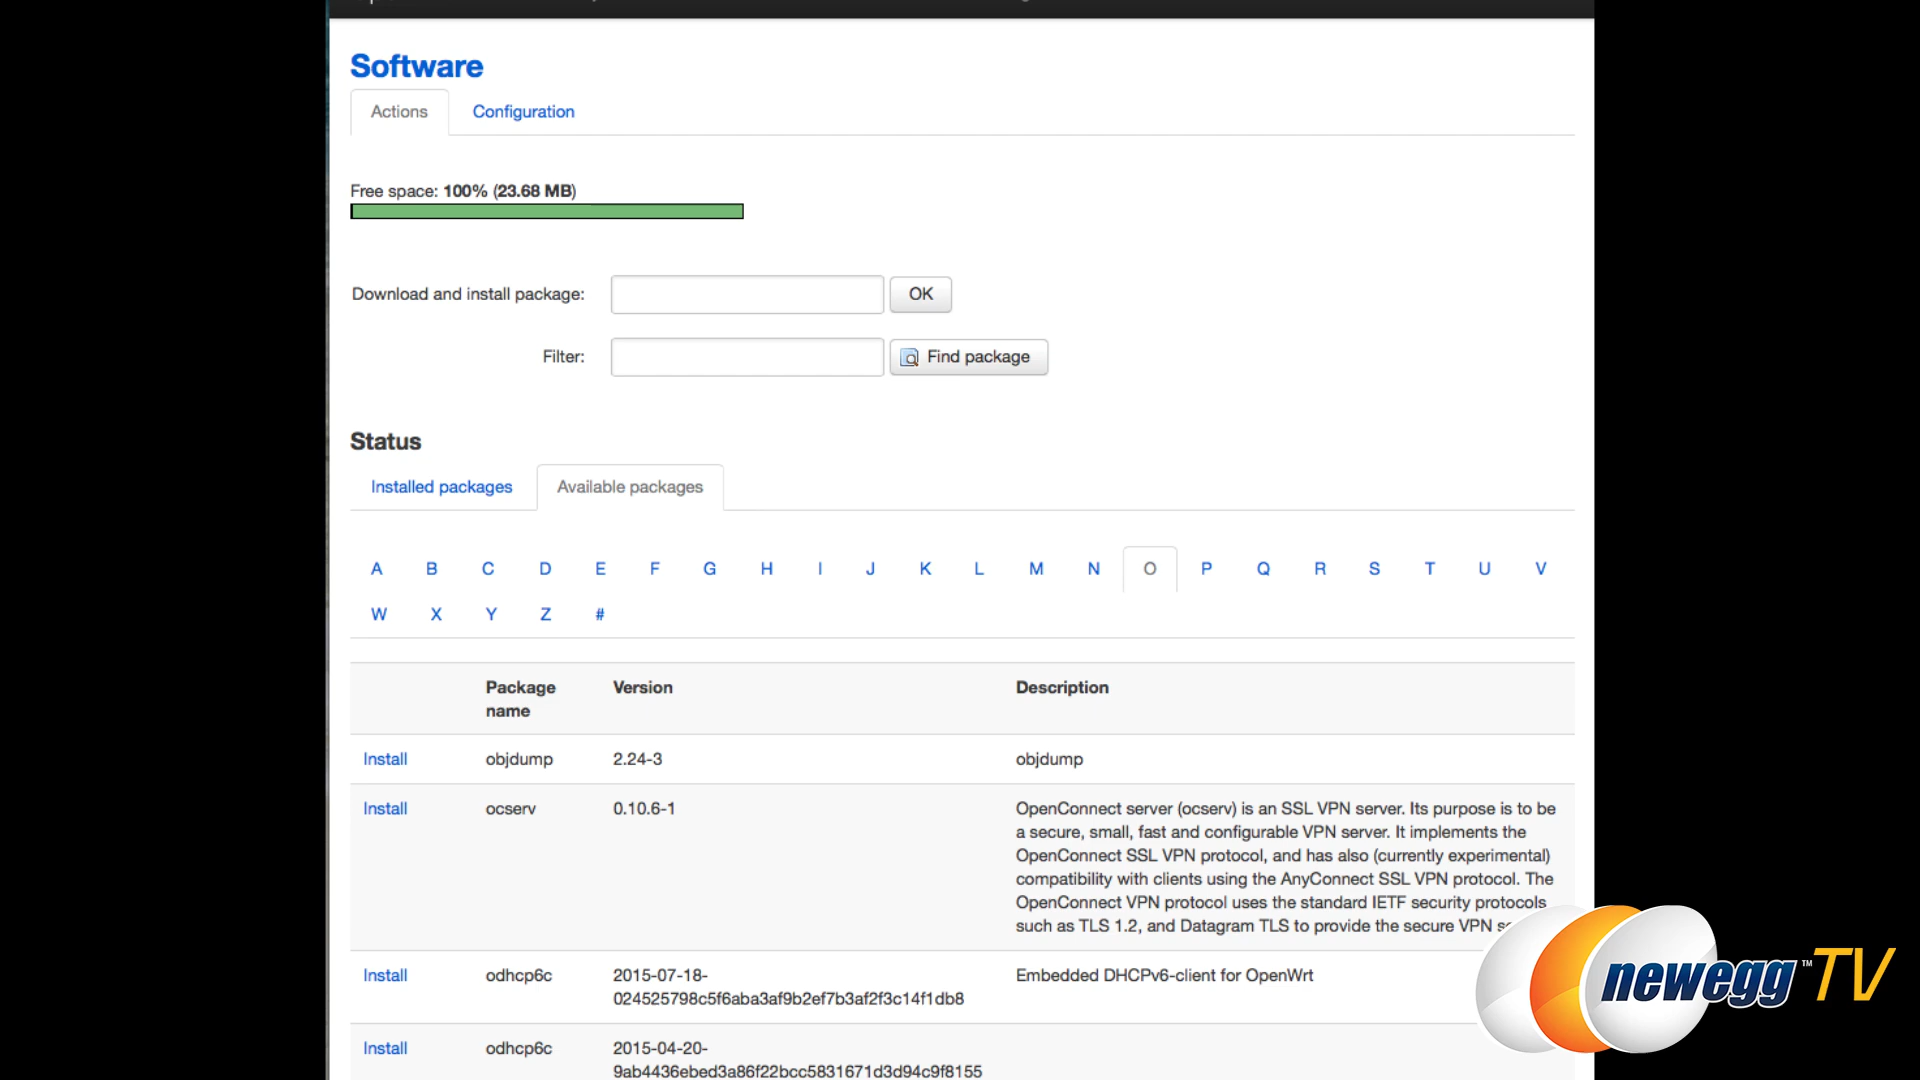 Software
Actions Configuration
Free space: 100% (23.68 MB)
Download and install package: OK
Filter: Find package
Status
Installed packages Available packages
A B C D E F G H I J K L M N O P Q R S T U V
W X Y Z #
Package name Version Description
Install objdump 2.24-3 objdump
Install ocserv 0.10.6-1 OpenConnect server (ocserv) is an SSL VPN server. Its purpose is to be
a secure, small, fast and configurable VPN server. It implements the
OpenConnect SSL VPN protocol, and has also (currently experimental)
compatibility with clients using the AnyConnect SSL VPN protocol. The
OpenConnect VPN protocol uses the standard IETF security protocols
such as TLS 1.2, and Datagram TLS to provide the secure VPN
Install odhcp6c 2015-07-18- Embedded DHCPv6-client for OpenWrt
024525798c5f6aba3af9b2ef7b3af2f3c14f1db8
Install odhcp6c 2015-04-20-
9ab4436ebed3a86f22bcc5831671d3d94c9f8155
newegg™ TV